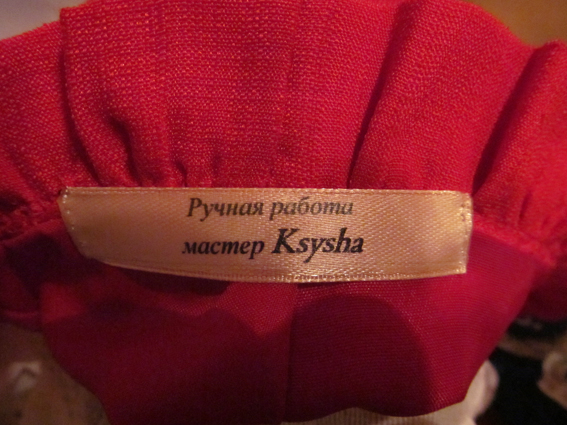 Ручная работа
мастер Ksysha